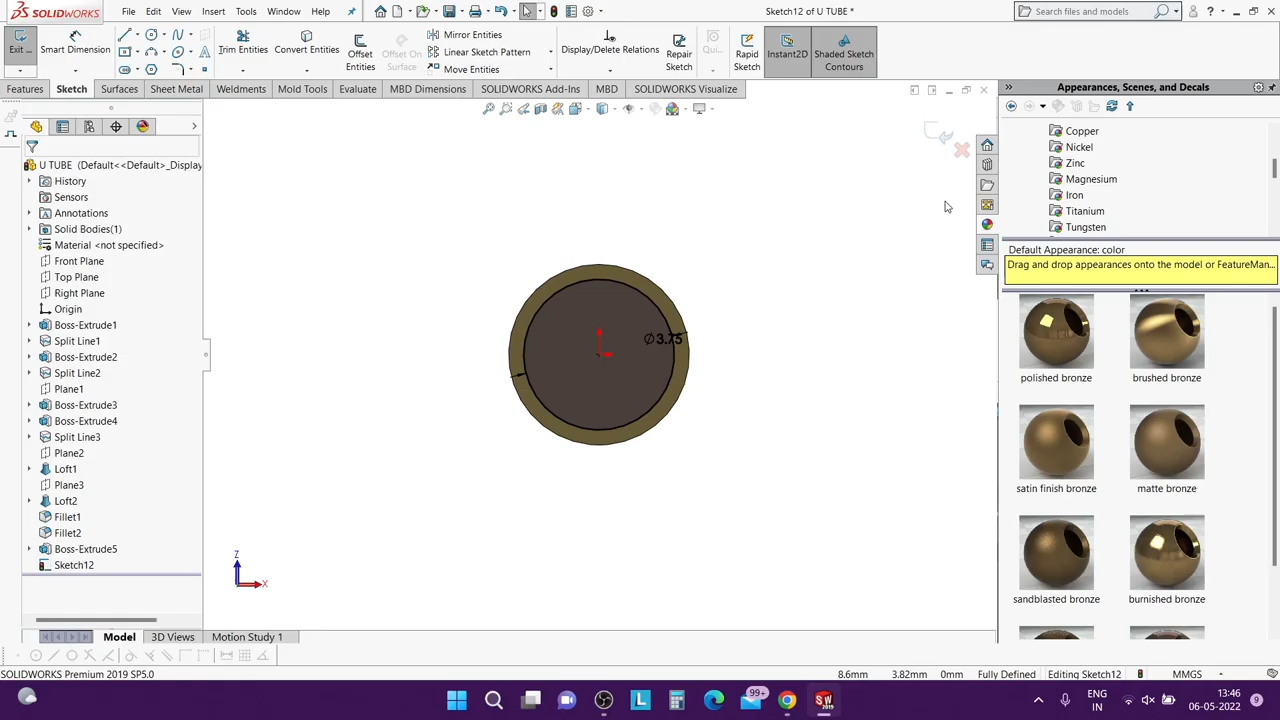 SOLIDWORKS File Edit View Insert Tools Window Help Sketch12 of U TUBE * Search files and models
Exit ... Smart Dimension Trim Entities Convert Entities Offset Entities Offset On Surface Mirror Entities Linear Sketch Pattern Move Entities Display/Delete Relations Repair Sketch Qui... Rapid Sketch Instant2D Shaded Sketch Contours
Features Sketch Surfaces Sheet Metal Weldments Mold Tools Evaluate MBD Dimensions SOLIDWORKS Add-Ins MBD SOLIDWORKS Visualize
Appearances, Scenes, and Decals
U TUBE (Default<<Default>_Display
History
Sensors
Annotations
Solid Bodies(1)
Material <not specified>
Front Plane
Top Plane
Right Plane
Origin
Boss-Extrude1
Split Line1
Boss-Extrude2
Split Line2
Plane1
Boss-Extrude3
Boss-Extrude4
Split Line3
Plane2
Loft1
Plane3
Loft2
Fillet1
Fillet2
Boss-Extrude5
Sketch12
∅3.75
Z
X
Copper
Nickel
Zinc
Magnesium
Iron
Titanium
Tungsten
Default Appearance: color
Drag and drop appearances onto the model or FeatureMan...
polished bronze brushed bronze
satin finish bronze matte bronze
sandblasted bronze burnished bronze
Model 3D Views Motion Study 1
SOLIDWORKS Premium 2019 SP5.0 8.6mm 3.82mm 0mm Fully Defined Editing Sketch12 MMGS
99+
SW
2019
ENG
IN
13:46
06-05-2022
9